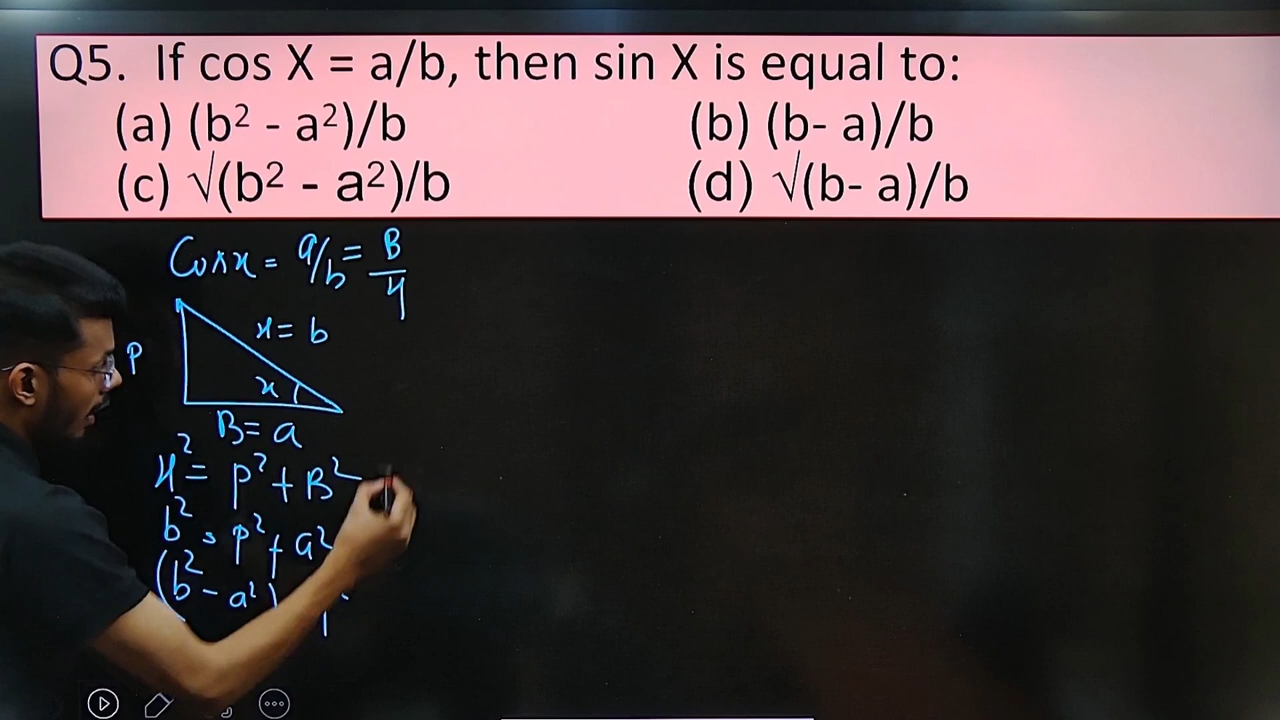 Q5. If cos X = a/b, then sin X is equal to:
(a) (b² - a²)/b (b) (b- a)/b
(c) √(b² - a²)/b (d) √(b- a)/b
Cos x = a/b = B/H
H = b
P
x
B = a
H² = P² + B²
b² = P² + a²
(b² - a²)